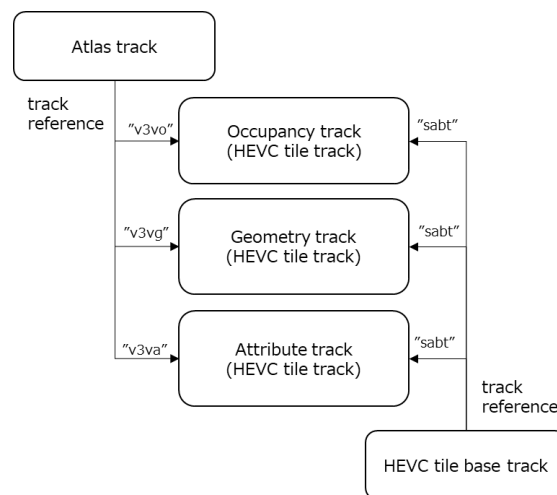 Atlas track
track
reference
"v3vo"
Occupancy track
(HEVC tile track)
"sabt"
"v3vg"
Geometry track
(HEVC tile track)
"sabt"
"v3va"
Attribute track
(HEVC tile track)
"sabt"
track
reference
HEVC tile base track